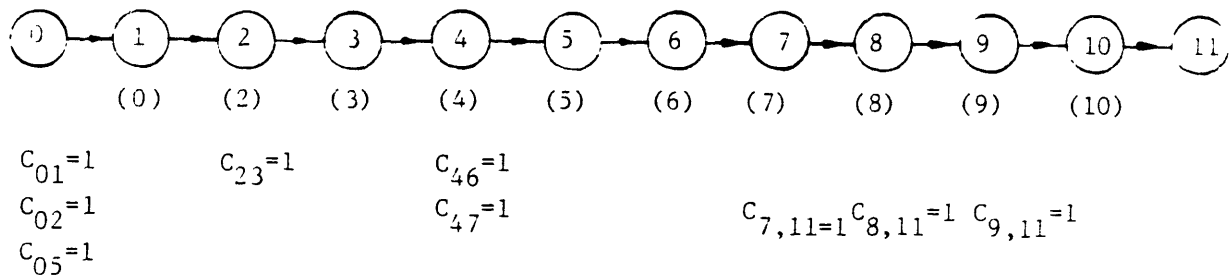 0 1 2 3 4 5 6 7 8 9 10 11
(0) (2) (3) (4) (5) (6) (7) (8) (9) (10)
C01=1 C23=1 C46=1
C02=1 C47=1 C7,11=1 C8,11=1 C9,11=1
C05=1